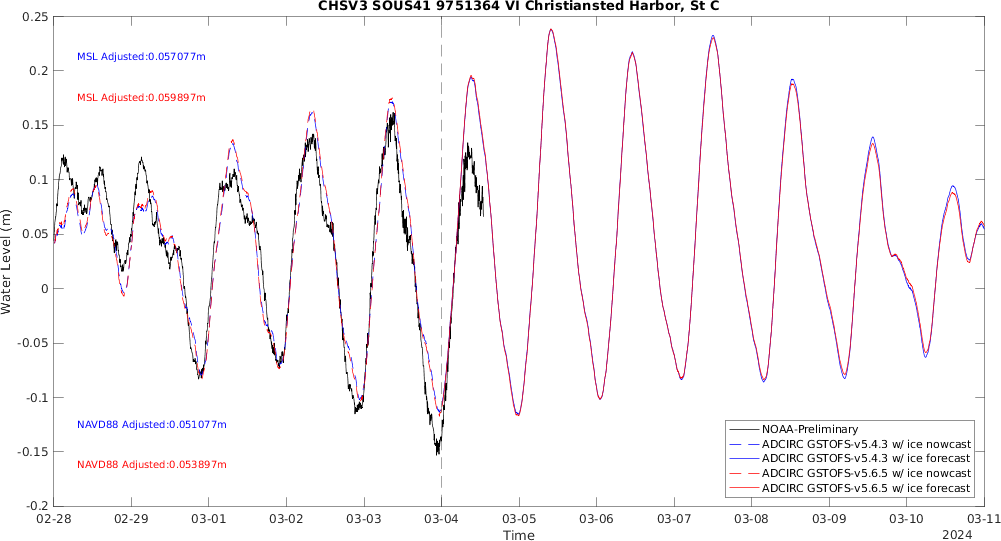 CHSV3 SOUS41 9751364 VI Christiansted Harbor, St C
0.25
0.2
0.15
0.1
0.05
0
-0.05
-0.1
-0.15
-0.2
Water Level (m)
MSL Adjusted:0.057077m
MSL Adjusted:0.059897m
NAVD88 Adjusted:0.051077m
NAVD88 Adjusted:0.053897m
NOAA-Preliminary
ADCIRC GSTOFS-v5.4.3 w/ ice nowcast
ADCIRC GSTOFS-v5.4.3 w/ ice forecast
ADCIRC GSTOFS-v5.6.5 w/ ice nowcast
ADCIRC GSTOFS-v5.6.5 w/ ice forecast
02-28 02-29 03-01 03-02 03-03 03-04 03-05 03-06 03-07 03-08 03-09 03-10 03-11
Time
2024